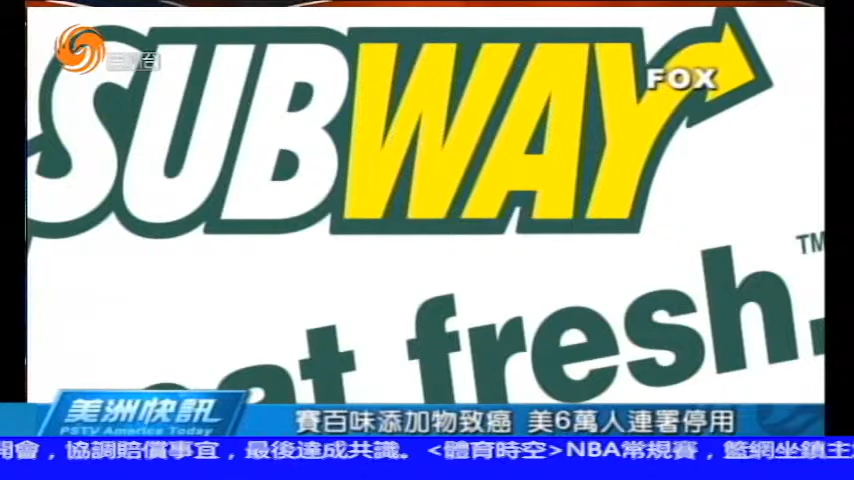 SUBWAY
FOX
TM
eat fresh.
美洲快訊
PSTV America Today
賽百味添加物致癌 美6萬人連署停用
開會，協調賠償事宜，最後達成共識。<體育時空>NBA常規賽，籃網坐鎮主